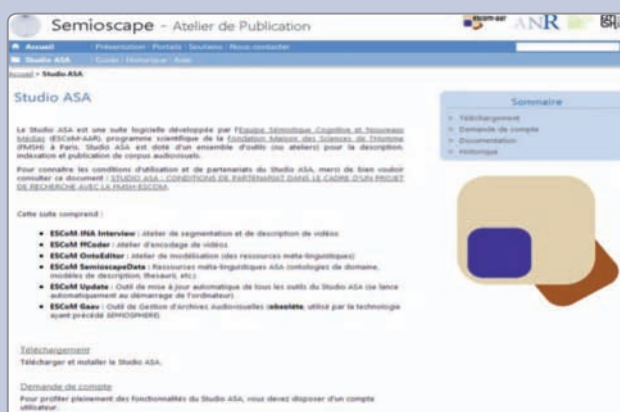 Semioscape - Atelier de Publication
escom-aar
ANR
Accueil | Présentation | Portails | Soutiens | Nous contacter
Studio ASA | Guide | Historique | Aide
Accueil > Studio ASA
Studio ASA
Le Studio ASA est une suite logicielle développée par l'Equipe Sémiotique Cognitive et Nouveaux
Médias (ESCoM-AAR), programme scientifique de la Fondation Maison des Sciences de l'Homme
(FMSH) à Paris. Studio ASA est doté d'un ensemble d'outils (ou ateliers) pour la description,
indexation et publication de corpus audiovisuels.
Pour connaitre les conditions d'utilisation et de partenariats du Studio ASA, merci de bien vouloir
consulter ce document : STUDIO ASA : CONDITIONS DE PARTENARIAT DANS LE CADRE D'UN PROJET
DE RECHERCHE AVEC LA FMSH-ESCOM.
Cette suite comprend :
• ESCoM INA Interview : Atelier de segmentation et de description de vidéos
• ESCoM ffCoder : Atelier d'encodage de vidéos
• ESCoM OntoEditor : Atelier de modélisation (des ressources méta-linguistiques)
• ESCoM SemioscapeData : Ressources méta-linguistiques ASA (ontologies de domaine,
modèles de description, thesaurii, etc.)
• ESCoM Update : Outil de mise à jour automatique de tous les outils du Studio ASA (se lance
automatiquement au démarrage de l'ordinateur)
• ESCoM Gaav : Outil de Gestion d'Archives Audiovisuelles (obsolète, utilisé par la technologie
ayant précédé SEMIOSPHERE)
Téléchargement
Télécharger et installer le Studio ASA.
Demande de compte
Pour profiter pleinement des fonctionnalités du Studio ASA, vous devez disposer d'un compte
utilisateur.
Sommaire
> Téléchargement
> Demande de compte
> Documentation
> Historique